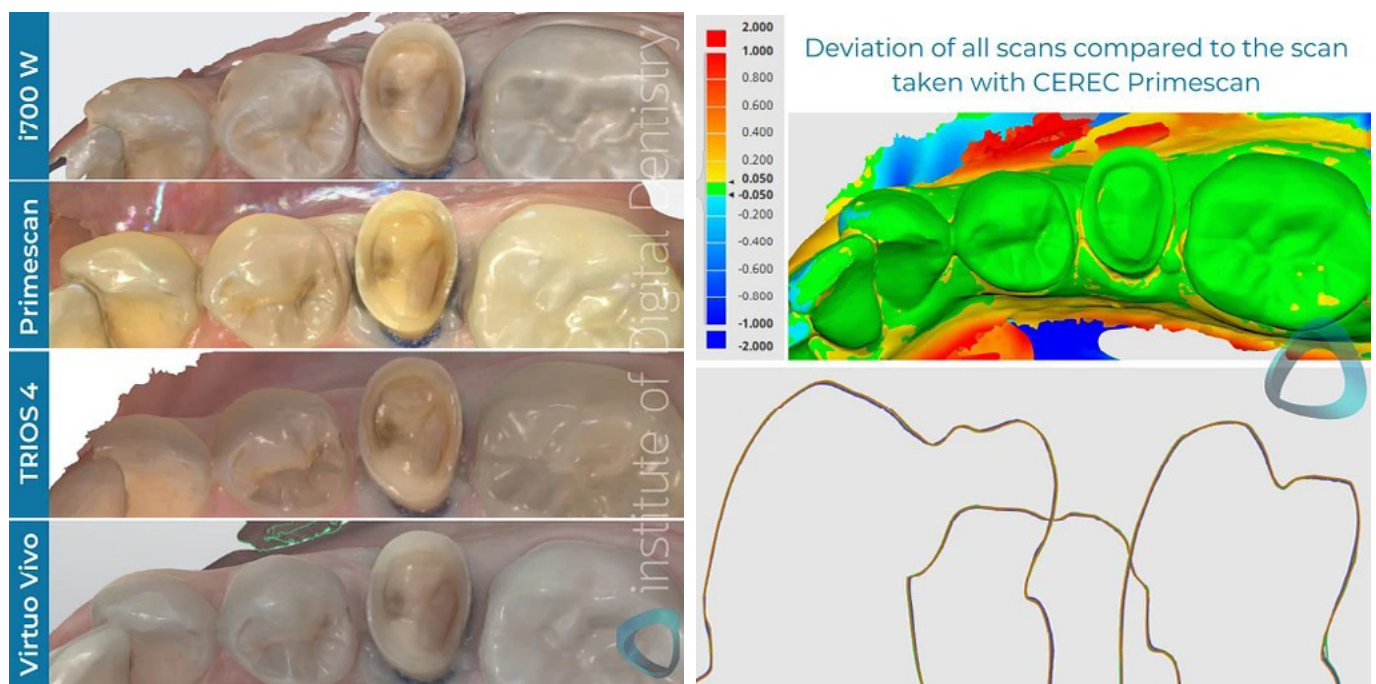 i700 W
Primescan
TRIOS 4
Virtuo Vivo
institute of Digital Dentistry
Deviation of all scans compared to the scan
taken with CEREC Primescan
2.000
1.000
0.800
0.600
0.400
0.200
0.050
-0.050
-0.200
-0.400
-0.600
-0.800
-1.000
-2.000